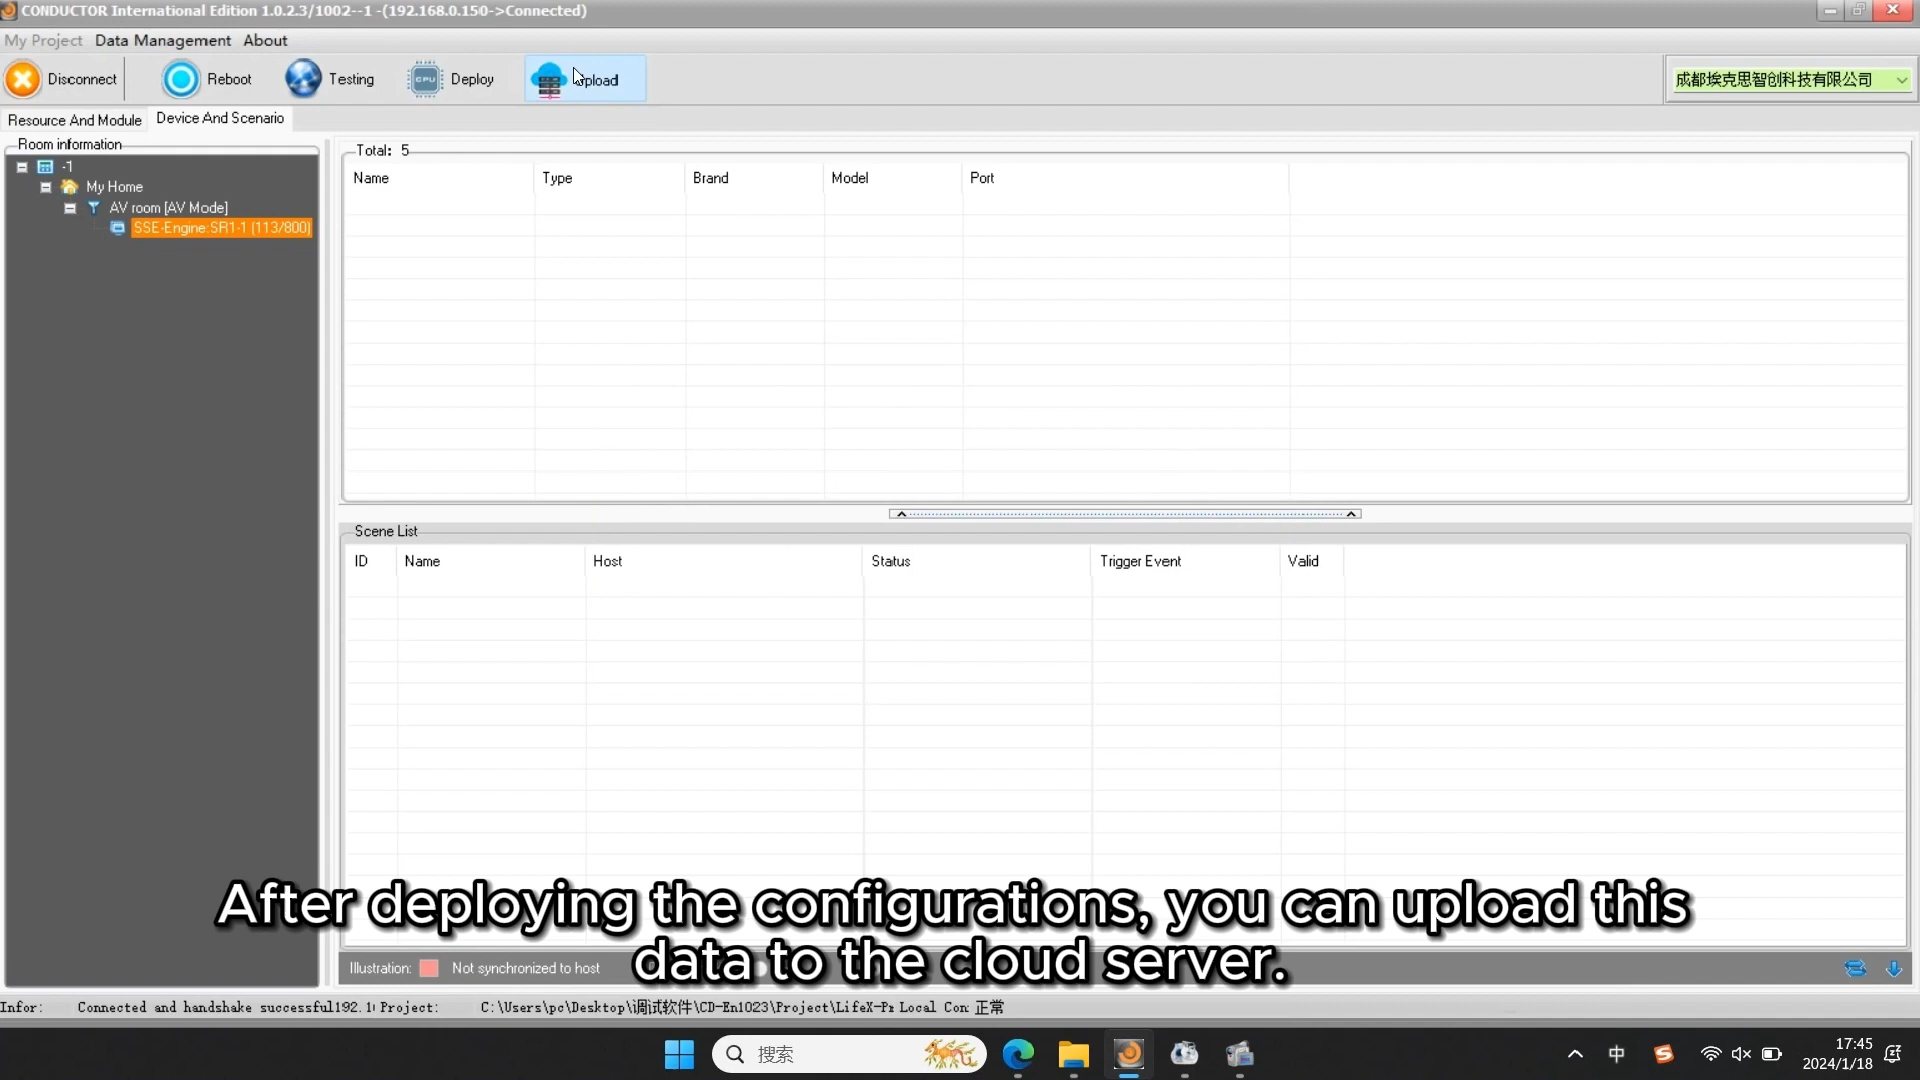 CONDUCTOR International Edition 1.0.2.3/1002--1 -(192.168.0.150->Connected)
My Project Data Management About
Disconnect Reboot Testing Deploy Upload
成都埃克思智创科技有限公司
Resource And Module Device And Scenario
Room information
-1
My Home
AV room [AV Mode]
SSE-Engine:SR1-1 (113/800)
Total: 5
Name Type Brand Model Port
Scene List
ID Name Host Status Trigger Event Valid
After deploying the configurations, you can upload this
data to the cloud server.
Illustration: Not synchronized to host
Infor: Connected and handshake successful192.1 Project: C:\Users\pc\Desktop\调试软件\CD-En1023\Project\LifeX-Pr Local Con 正常
搜索
中
17:45
2024/1/18